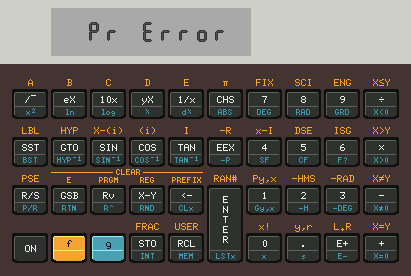 Pr Error
A B C D E π FIX SCI ENG X≤Y
√‾ eX 10x yX 1/x CHS 7 8 9 ÷
x² ln log % d% ABS DEG RAD GRD X<0
LBL HYP X-(i) (i) I →R x-I DSE ISG X>Y
SST GTO SIN COS TAN EEX 4 5 6 ×
BST HYP⁻¹ SIN⁻¹ COS⁻¹ TAN⁻¹ →P SF CF F? X>0
CLEAR
PSE Σ PRGM REG PREFIX RAN# Py,x →HMS →RAD X≠Y
R/S GSB Rv X-Y <- ENTER 1 2 3 −
P/R RTN R^ RND CLx Gy,x →H →DEG X≠0
FRAC USER x! y,r L.R X=Y
ON f g STO RCL 0 . Σ+ +
INT MEM LSTx x s Σ- X=0